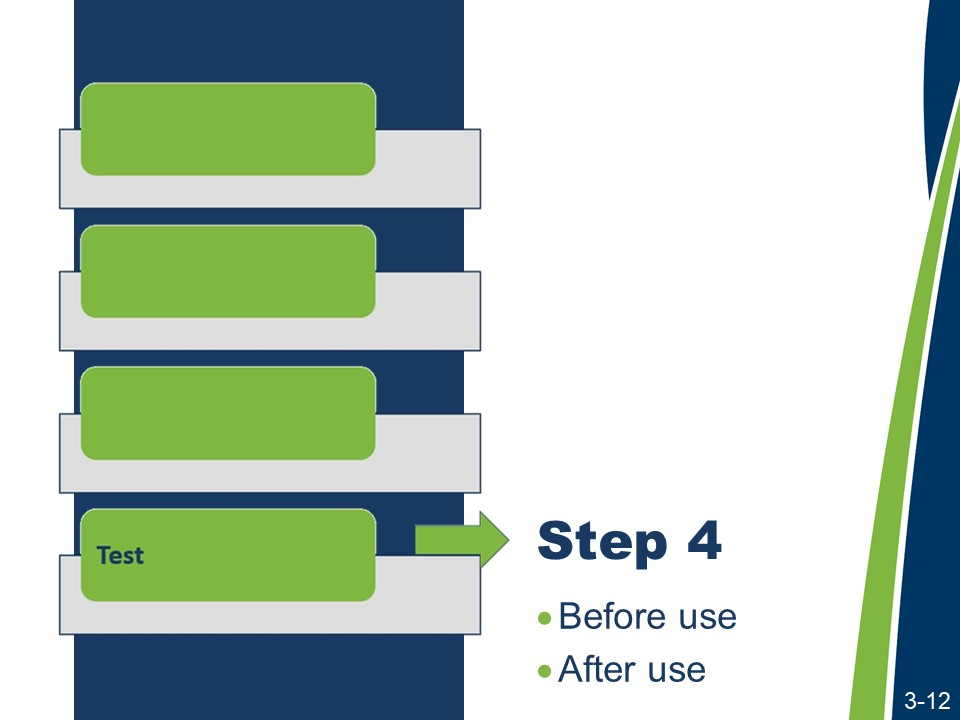 Test
Step 4
• Before use
• After use
3-12